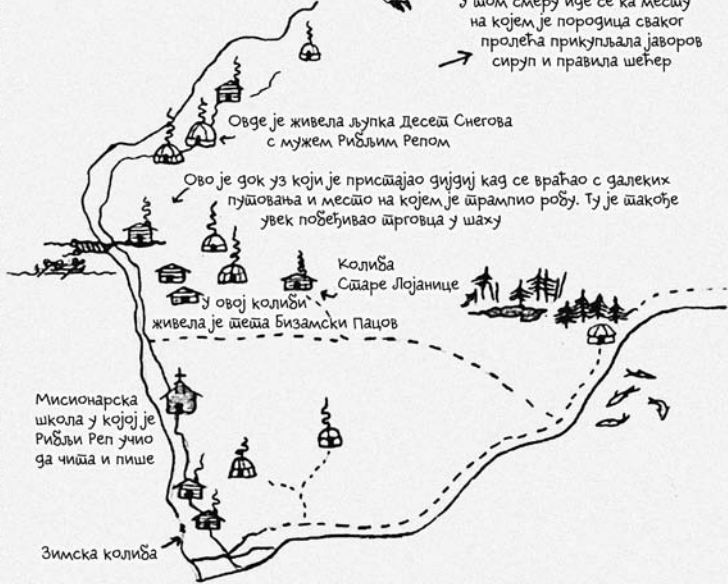 У том смеру иде се ка месту
на којем је породица сваког
пролећа прикупљала јаворов
сируп и правила шећер
Овде је живела љупка Десет Снегова
с мужем Рибљим Репом
Ово је док уз који је пристајао дијдиј кад се враћао с далеких
путовања и место на којем је трампио робу. Ту је такође
увек побеђивао трговца у шаху
Колиба
Старе Лојанице
У овој колиби
живела је тета Бизамски Пацов
Мисионарска
школа у којој је
Рибљи Реп учио
да чита и пише
Зимска колиба